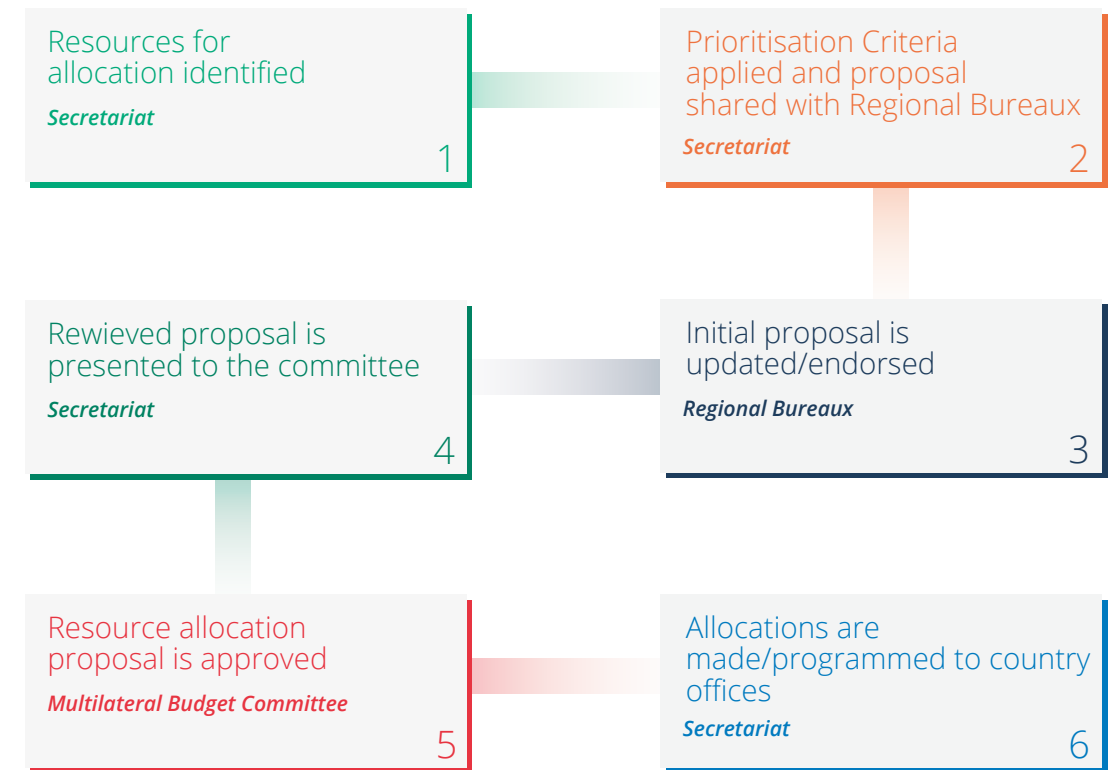 Resources for
allocation identified
Secretariat
1
Prioritisation Criteria
applied and proposal
shared with Regional Bureaux
Secretariat
2
Initial proposal is
updated/endorsed
Regional Bureaux
3
Rewieved proposal is
presented to the committee
Secretariat
4
Resource allocation
proposal is approved
Multilateral Budget Committee
5
Allocations are
made/programmed to country
offices
Secretariat
6